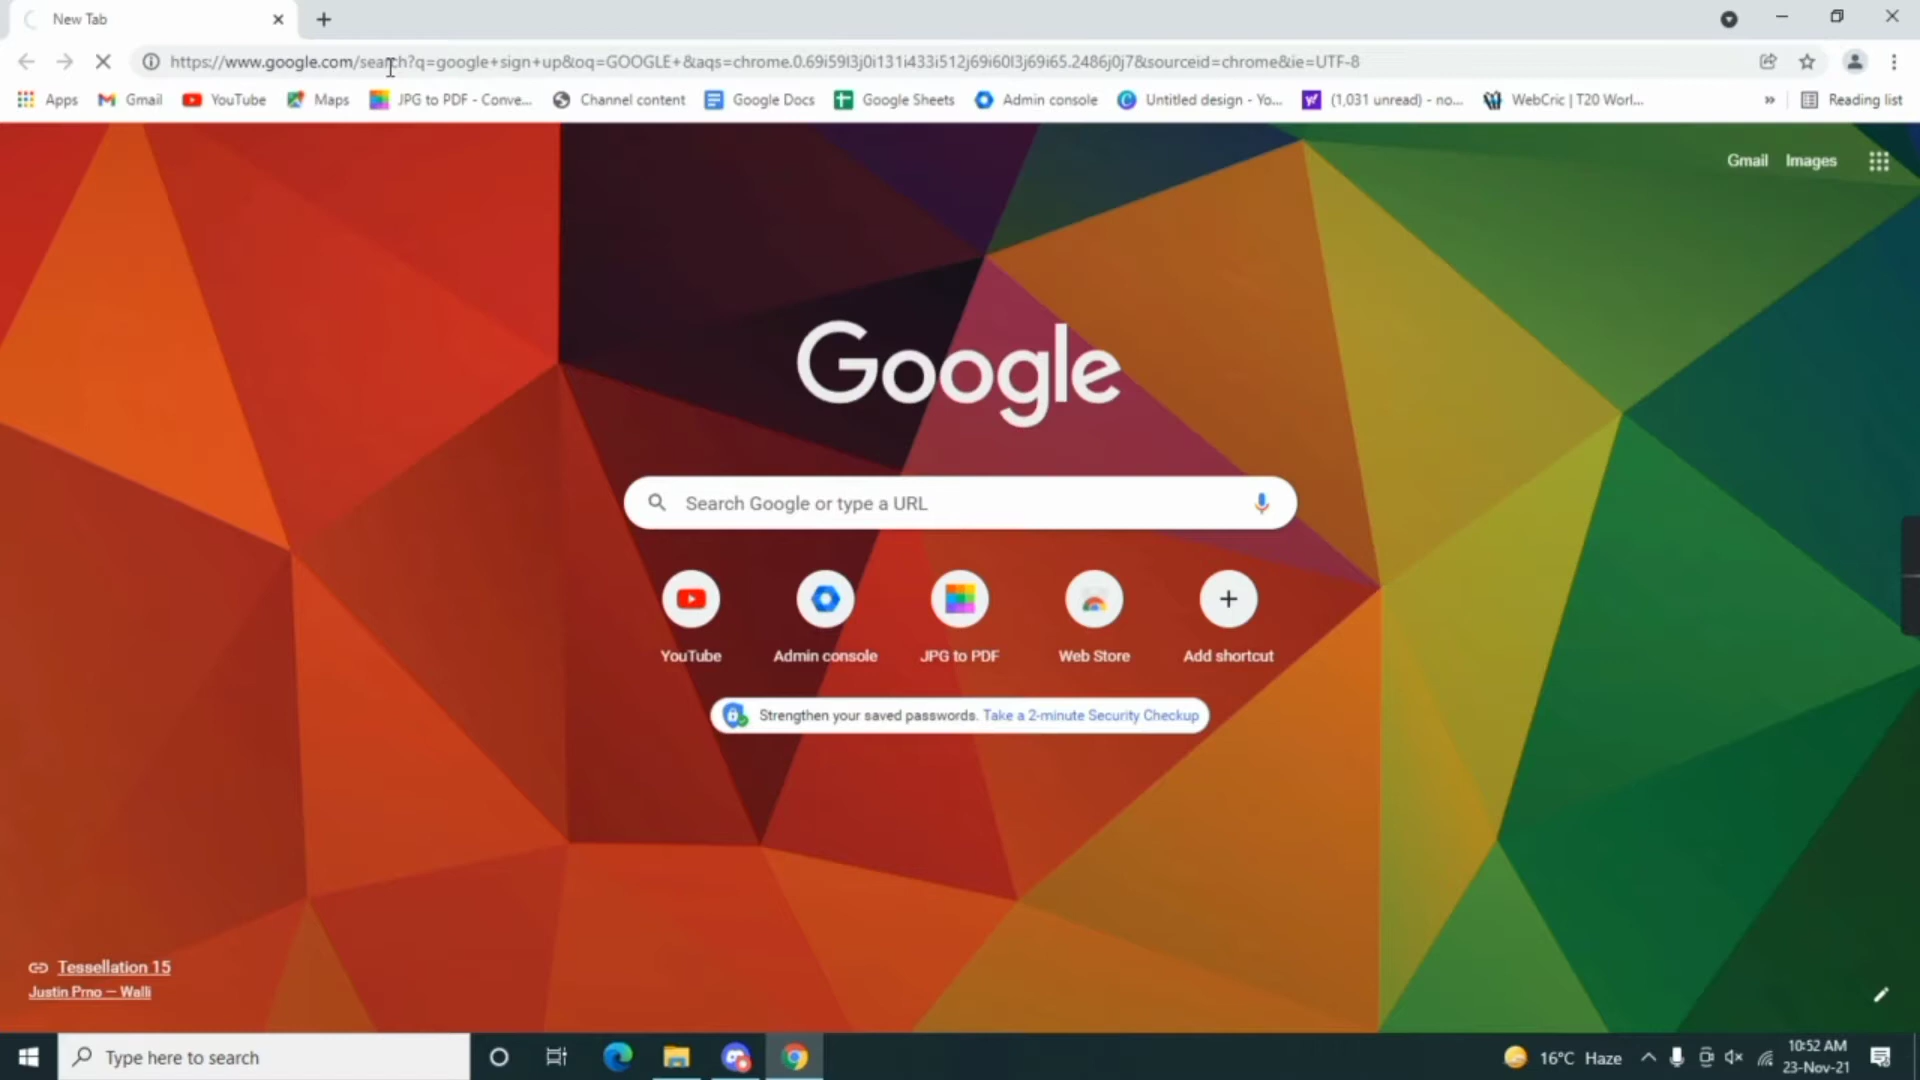 New Tab
https://www.google.com/search?q=google+sign+up&oq=GOOGLE+&aqs=chrome.0.69i59l3j0i131i433i512j69i60l3j69i65.2486j0j7&sourceid=chrome&ie=UTF-8
Apps Gmail YouTube Maps JPG to PDF - Conve... Channel content Google Docs Google Sheets Admin console Untitled design - Yo... (1,031 unread) - no... WebCric | T20 Worl... » Reading list
Gmail Images
Google
Search Google or type a URL
YouTube Admin console JPG to PDF Web Store Add shortcut
Strengthen your saved passwords. Take a 2-minute Security Checkup
Tessellation 15
Justin Prno — Walli
Type here to search
16°C Haze
10:52 AM
23-Nov-21